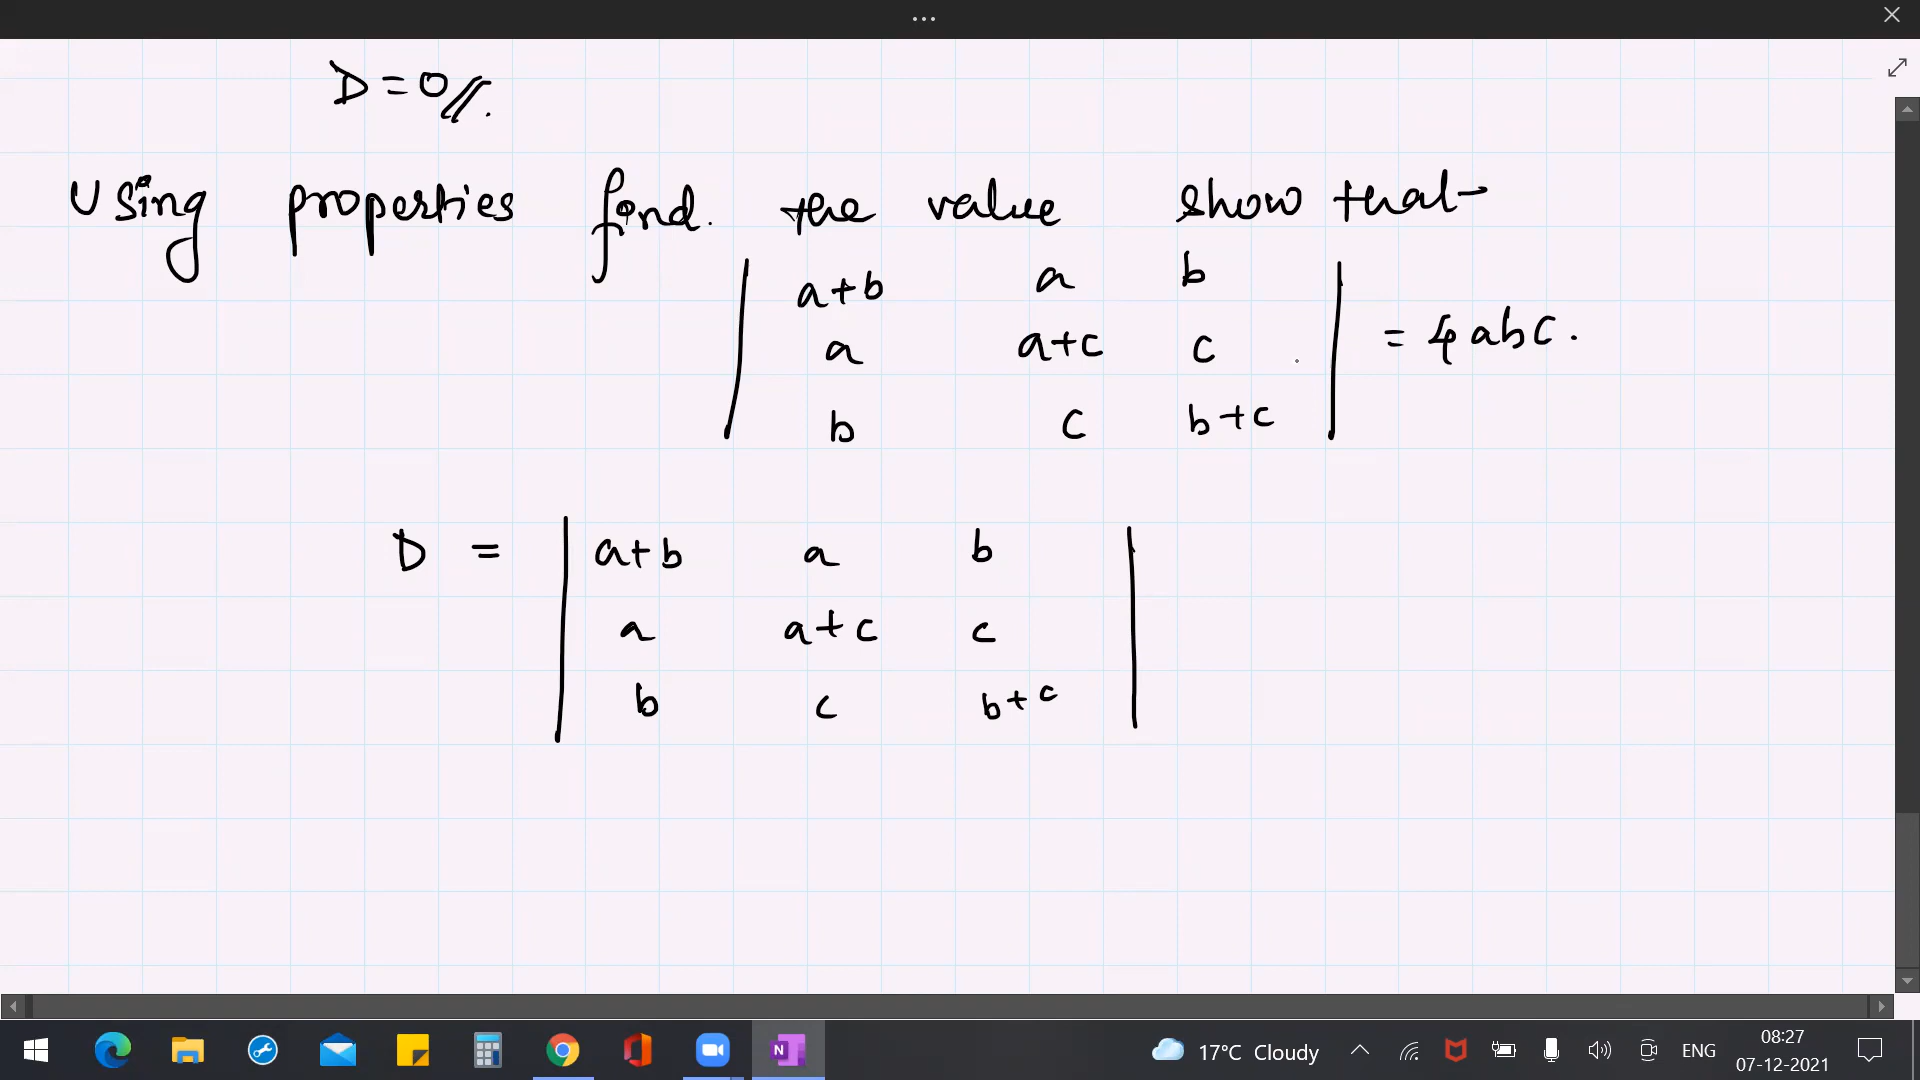 D = 0//.
Using properties find. the value show that
| a+b a b |
| a a+c c | = 4abc.
| b c b+c |
D = | a+b a b |
| a a+c c |
| b c b+c |
17°C Cloudy
ENG
08:27
07-12-2021